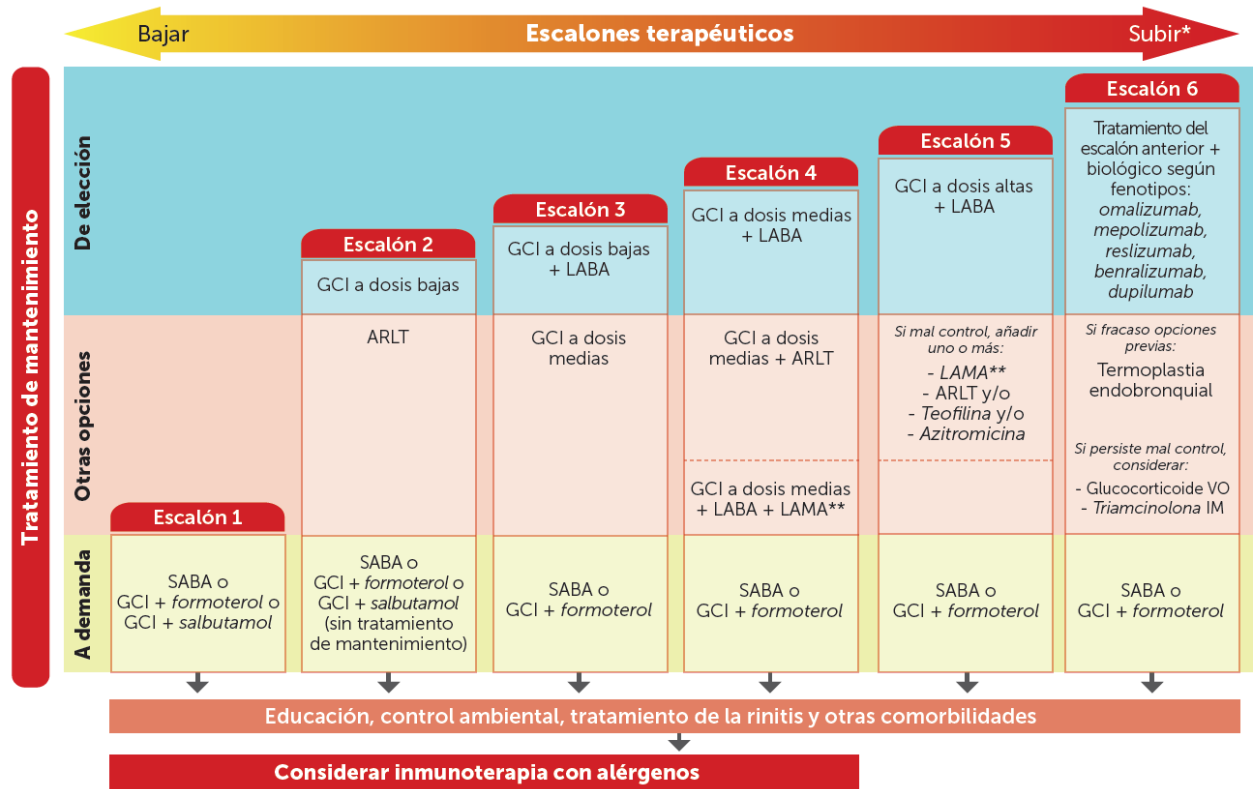 Bajar
Escalones terapéuticos
Subir*
Tratamiento de mantenimiento
De elección
Otras opciones
A demanda
Escalón 1
SABA o
GCI + formoterol o
GCI + salbutamol
Escalón 2
GCI a dosis bajas
ARLT
SABA o
GCI + formoterol o
GCI + salbutamol
(sin tratamiento
de mantenimiento)
Escalón 3
GCI a dosis bajas
+ LABA
GCI a dosis
medias
SABA o
GCI + formoterol
Escalón 4
GCI a dosis medias
+ LABA
GCI a dosis
medias + ARLT
GCI a dosis medias
+ LABA + LAMA**
SABA o
GCI + formoterol
Escalón 5
GCI a dosis altas
+ LABA
Si mal control, añadir
uno o más:
- LAMA**
- ARLT y/o
- Teofilina y/o
- Azitromicina
SABA o
GCI + formoterol
Escalón 6
Tratamiento del
escalón anterior +
biológico según
fenotipos:
omalizumab,
mepolizumab,
reslizumab,
benralizumab,
dupilumab
Si fracaso opciones
previas:
Termoplastia
endobronquial
Si persiste mal control,
considerar:
- Glucocorticoide VO
- Triamcinolona IM
SABA o
GCI + formoterol
Educación, control ambiental, tratamiento de la rinitis y otras comorbilidades
Considerar inmunoterapia con alérgenos